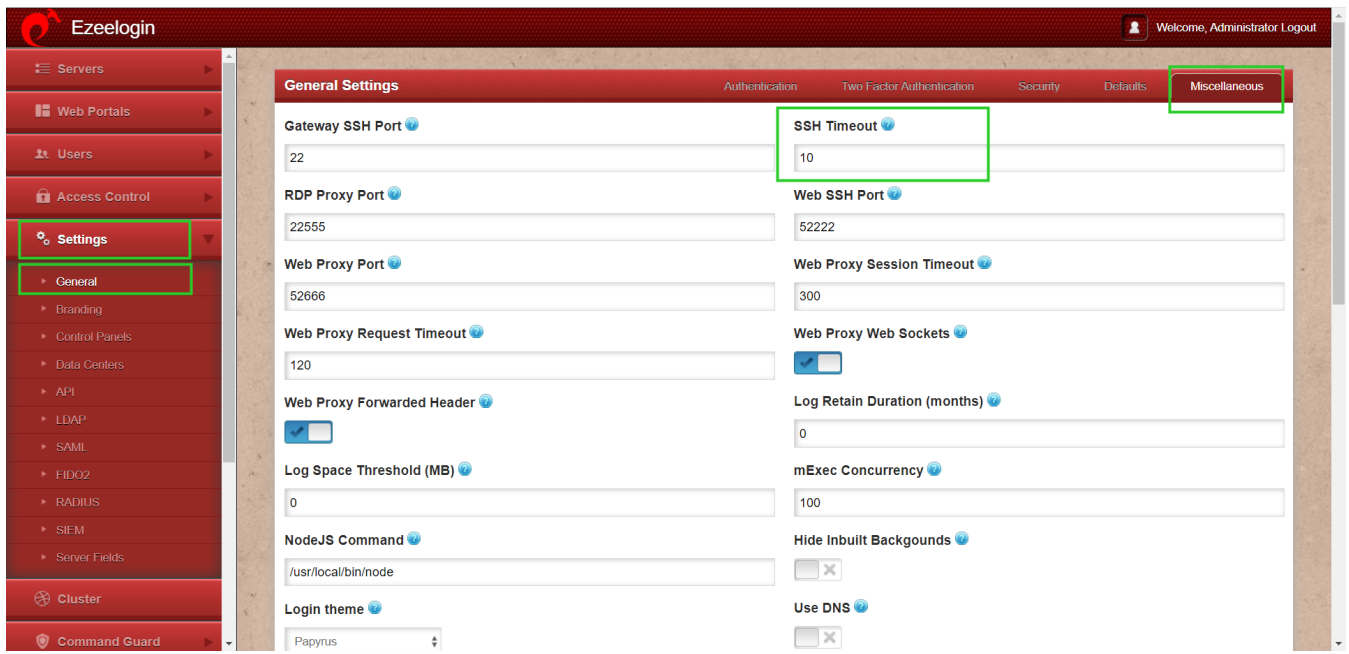 Ezeelogin
Welcome, Administrator Logout
Servers
Web Portals
Users
Access Control
Settings
General
Branding
Control Panels
Data Centers
API
LDAP
SAML
FIDO2
RADIUS
SIEM
Server Fields
Cluster
Command Guard
General Settings
Authentication
Two Factor Authentication
Security
Defaults
Miscellaneous
Gateway SSH Port
22
SSH Timeout
10
RDP Proxy Port
22555
Web SSH Port
52222
Web Proxy Port
52666
Web Proxy Session Timeout
300
Web Proxy Request Timeout
120
Web Proxy Web Sockets
Web Proxy Forwarded Header
Log Retain Duration (months)
0
Log Space Threshold (MB)
0
mExec Concurrency
100
NodeJS Command
/usr/local/bin/node
Hide Inbuilt Backgounds
Login theme
Papyrus
Use DNS